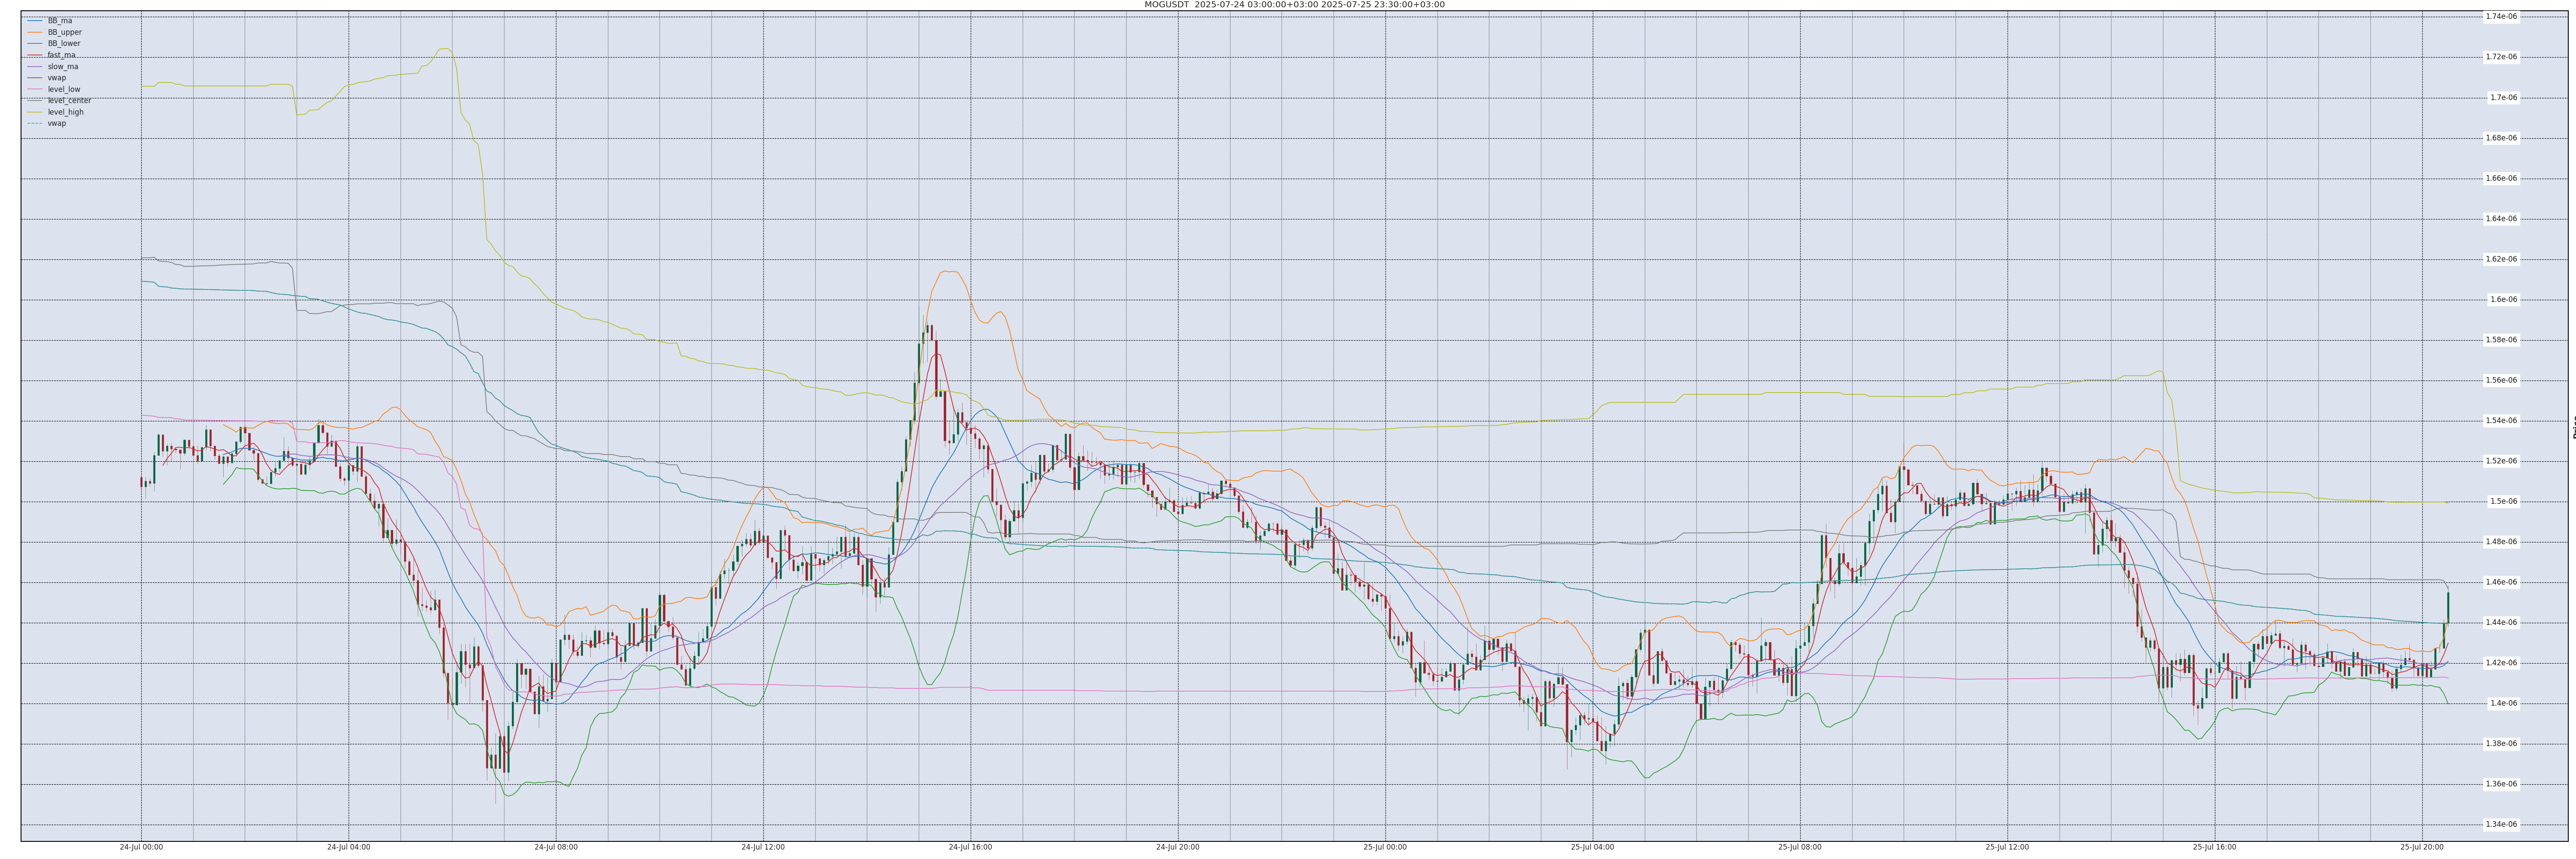 MOGUSDT 2025-07-24 03:00:00+03:00 2025-07-25 23:30:00+03:00
BB_ma
BB_upper
BB_lower
fast_ma
slow_ma
vwap
level_low
level_center
level_high
vwap
1.74e-06
1.72e-06
1.7e-06
1.68e-06
1.66e-06
1.64e-06
1.62e-06
1.6e-06
1.58e-06
1.56e-06
1.54e-06
1.52e-06
1.5e-06
1.48e-06
1.46e-06
1.44e-06
1.42e-06
1.4e-06
1.38e-06
1.36e-06
1.34e-06
24-Jul 00:00 24-Jul 04:00 24-Jul 08:00 24-Jul 12:00 24-Jul 16:00 24-Jul 20:00 25-Jul 00:00 25-Jul 04:00 25-Jul 08:00 25-Jul 12:00 25-Jul 16:00 25-Jul 20:00